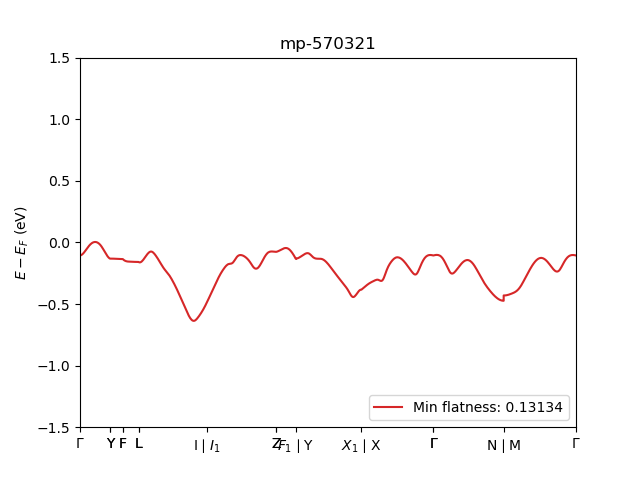 mp-570321
E − E_F (eV)
1.5
1.0
0.5
0.0
−0.5
−1.0
−1.5
Min flatness: 0.13134
Γ Y F L I | I₁ Z F₁ | Y X₁ | X Γ N | M Γ